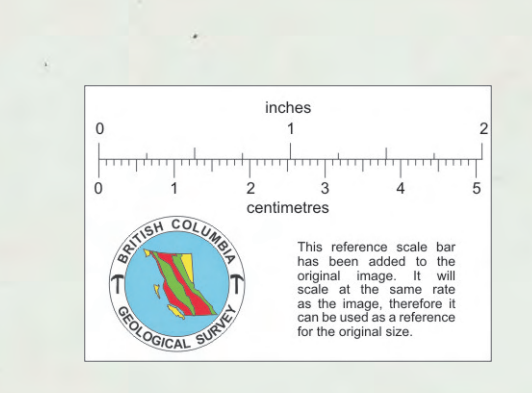 inches
0 1 2
0 1 2 3 4 5
centimetres
BRITISH COLUMBIA
GEOLOGICAL SURVEY
This reference scale bar
has been added to the
original image. It will
scale at the same rate
as the image, therefore it
can be used as a reference
for the original size.